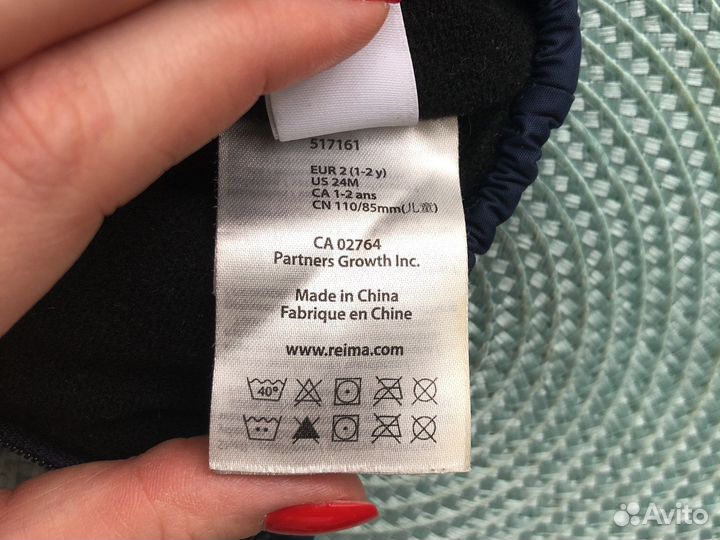 517161
EUR 2 (1-2 y)
US 24M
CA 1-2 ans
CN 110/85mm(儿童)
CA 02764
Partners Growth Inc.
Made in China
Fabrique en Chine
www.reima.com
40°
Avito